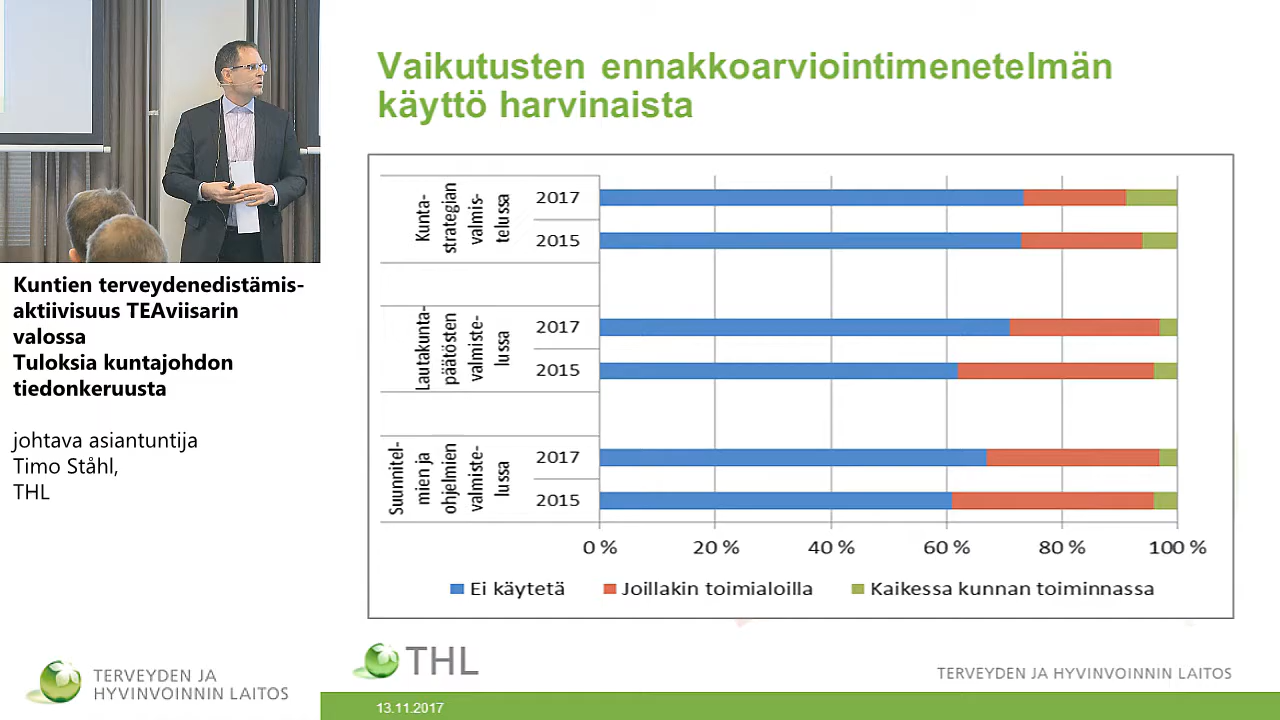 Vaikutusten ennakkoarviointimenetelmän
käyttö harvinaista
Kunta-
strategian
valmis-
telussa
2017
2015
Lautakunta-
päätösten
valmiste-
lussa
2017
2015
Suunnitel-
mien ja
ohjelmien
valmiste-
lussa
2017
2015
0 %
20 %
40 %
60 %
80 %
100 %
Ei käytetä
Joillakin toimialoilla
Kaikessa kunnan toiminnassa
Kuntien terveydenedistämis-
aktiivisuus TEAviisarin
valossa
Tuloksia kuntajohdon
tiedonkeruusta
johtava asiantuntija
Timo Ståhl,
THL
TERVEYDEN JA
HYVINVOINNIN LAITOS
THL
TERVEYDEN JA HYVINVOINNIN LAITOS
13.11.2017